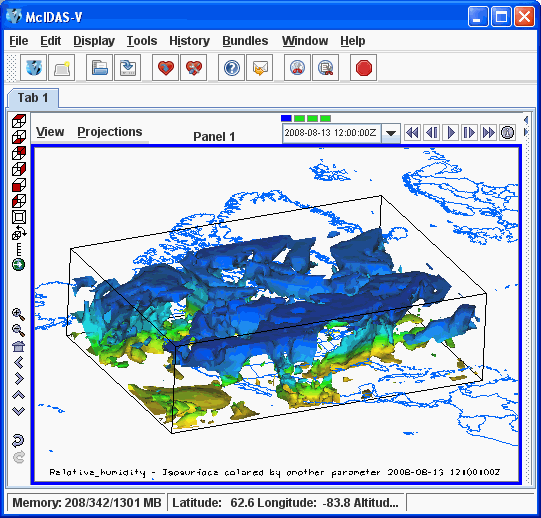 McIDAS-V
File Edit Display Tools History Bundles Window Help
Tab 1
View Projections Panel 1 2008-08-13 12:00:00Z
Relative_humidity - Isosurface colored by another parameter 2008-08-13 12:00:00Z
Memory: 208/342/1301 MB Latitude: 62.6 Longitude: -83.8 Altitud...